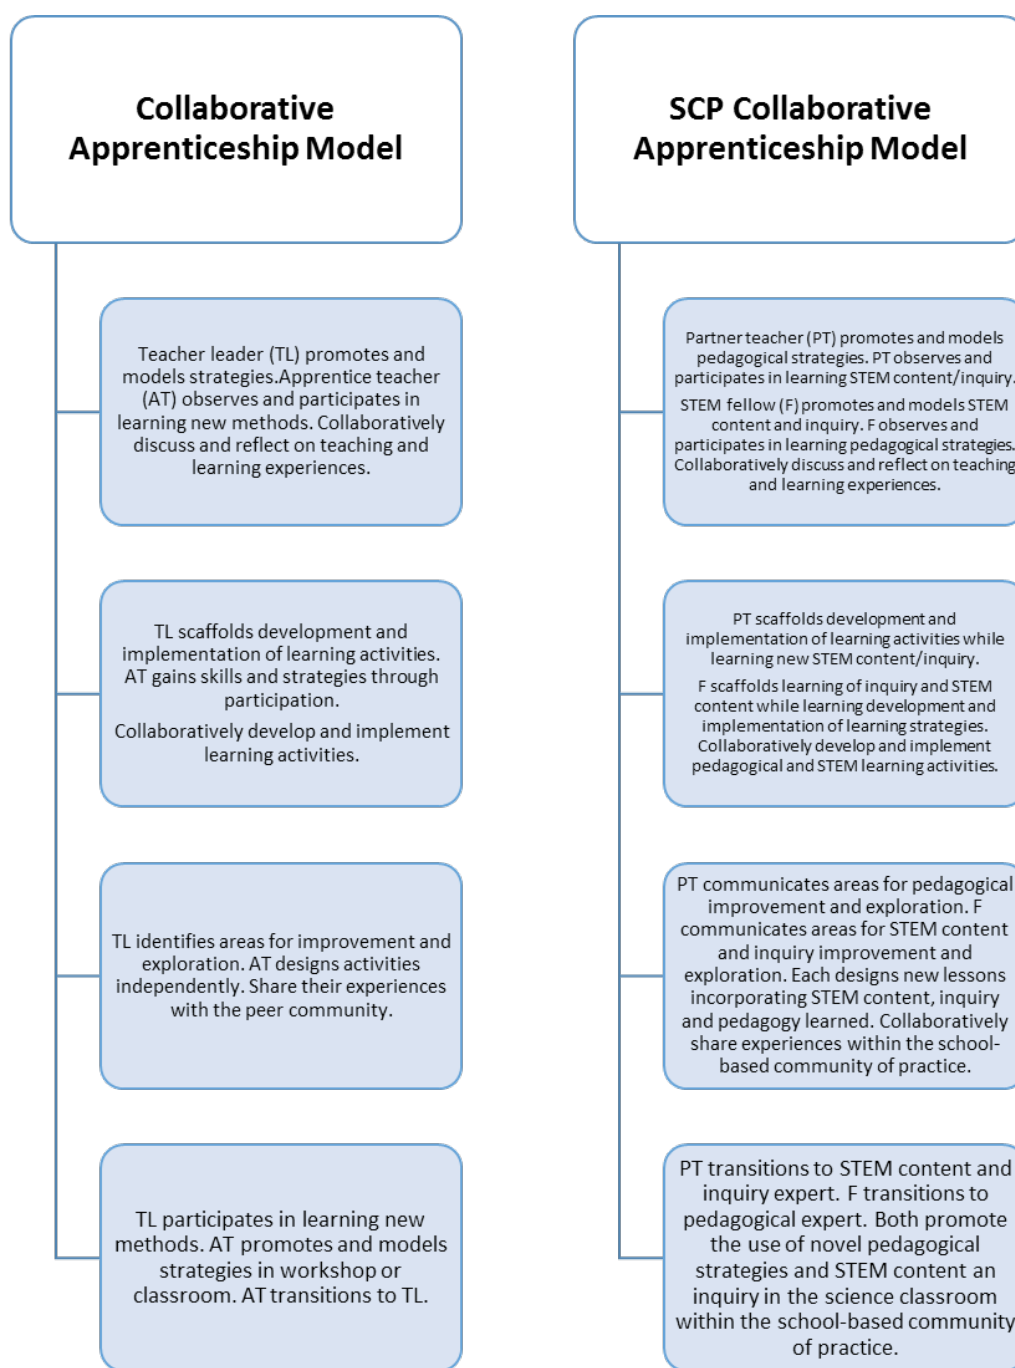 Collaborative
Apprenticeship Model
Teacher leader (TL) promotes and
models strategies.Apprentice teacher
(AT) observes and participates in
learning new methods. Collaboratively
discuss and reflect on teaching and
learning experiences.
TL scaffolds development and
implementation of learning activities.
AT gains skills and strategies through
participation.
Collaboratively develop and implement
learning activities.
TL identifies areas for improvement and
exploration. AT designs activities
independently. Share their experiences
with the peer community.
TL participates in learning new
methods. AT promotes and models
strategies in workshop or
classroom. AT transitions to TL.
SCP Collaborative
Apprenticeship Model
Partner teacher (PT) promotes and models
pedagogical strategies. PT observes and
participates in learning STEM content/inquiry.
STEM fellow (F) promotes and models STEM
content and inquiry. F observes and
participates in learning pedagogical strategies.
Collaboratively discuss and reflect on teaching
and learning experiences.
PT scaffolds development and
implementation of learning activities while
learning new STEM content/inquiry.
F scaffolds learning of inquiry and STEM
content while learning development and
implementation of learning strategies.
Collaboratively develop and implement
pedagogical and STEM learning activities.
PT communicates areas for pedagogical
improvement and exploration. F
communicates areas for STEM content
and inquiry improvement and
exploration. Each designs new lessons
incorporating STEM content, inquiry
and pedagogy learned. Collaboratively
share experiences within the school-
based community of practice.
PT transitions to STEM content and
inquiry expert. F transitions to
pedagogical expert. Both promote
the use of novel pedagogical
strategies and STEM content an
inquiry in the science classroom
within the school-based community
of practice.